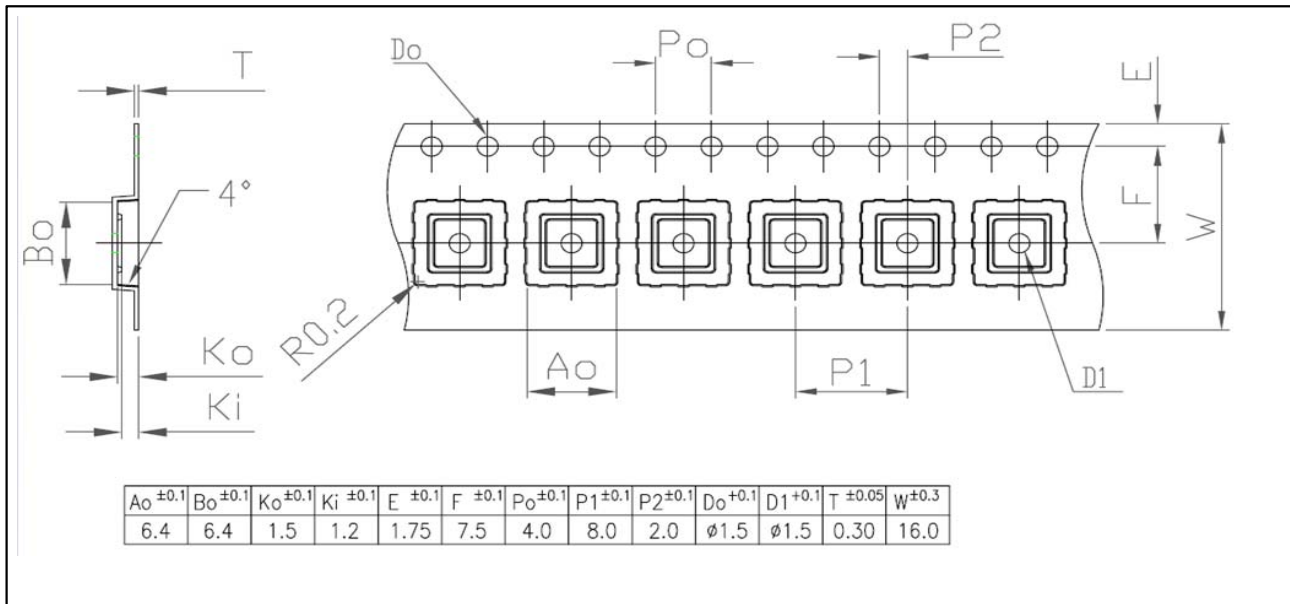 T
Do
Po
P2
E
4°
Bo
F
W
R0.2
Ko
Ao
P1
D1
Ki
Ao ±0.1 Bo ±0.1 Ko ±0.1 Ki ±0.1 E ±0.1 F ±0.1 Po ±0.1 P1 ±0.1 P2 ±0.1 Do +0.1 D1 +0.1 T ±0.05 W ±0.3
6.4 6.4 1.5 1.2 1.75 7.5 4.0 8.0 2.0 ø1.5 ø1.5 0.30 16.0